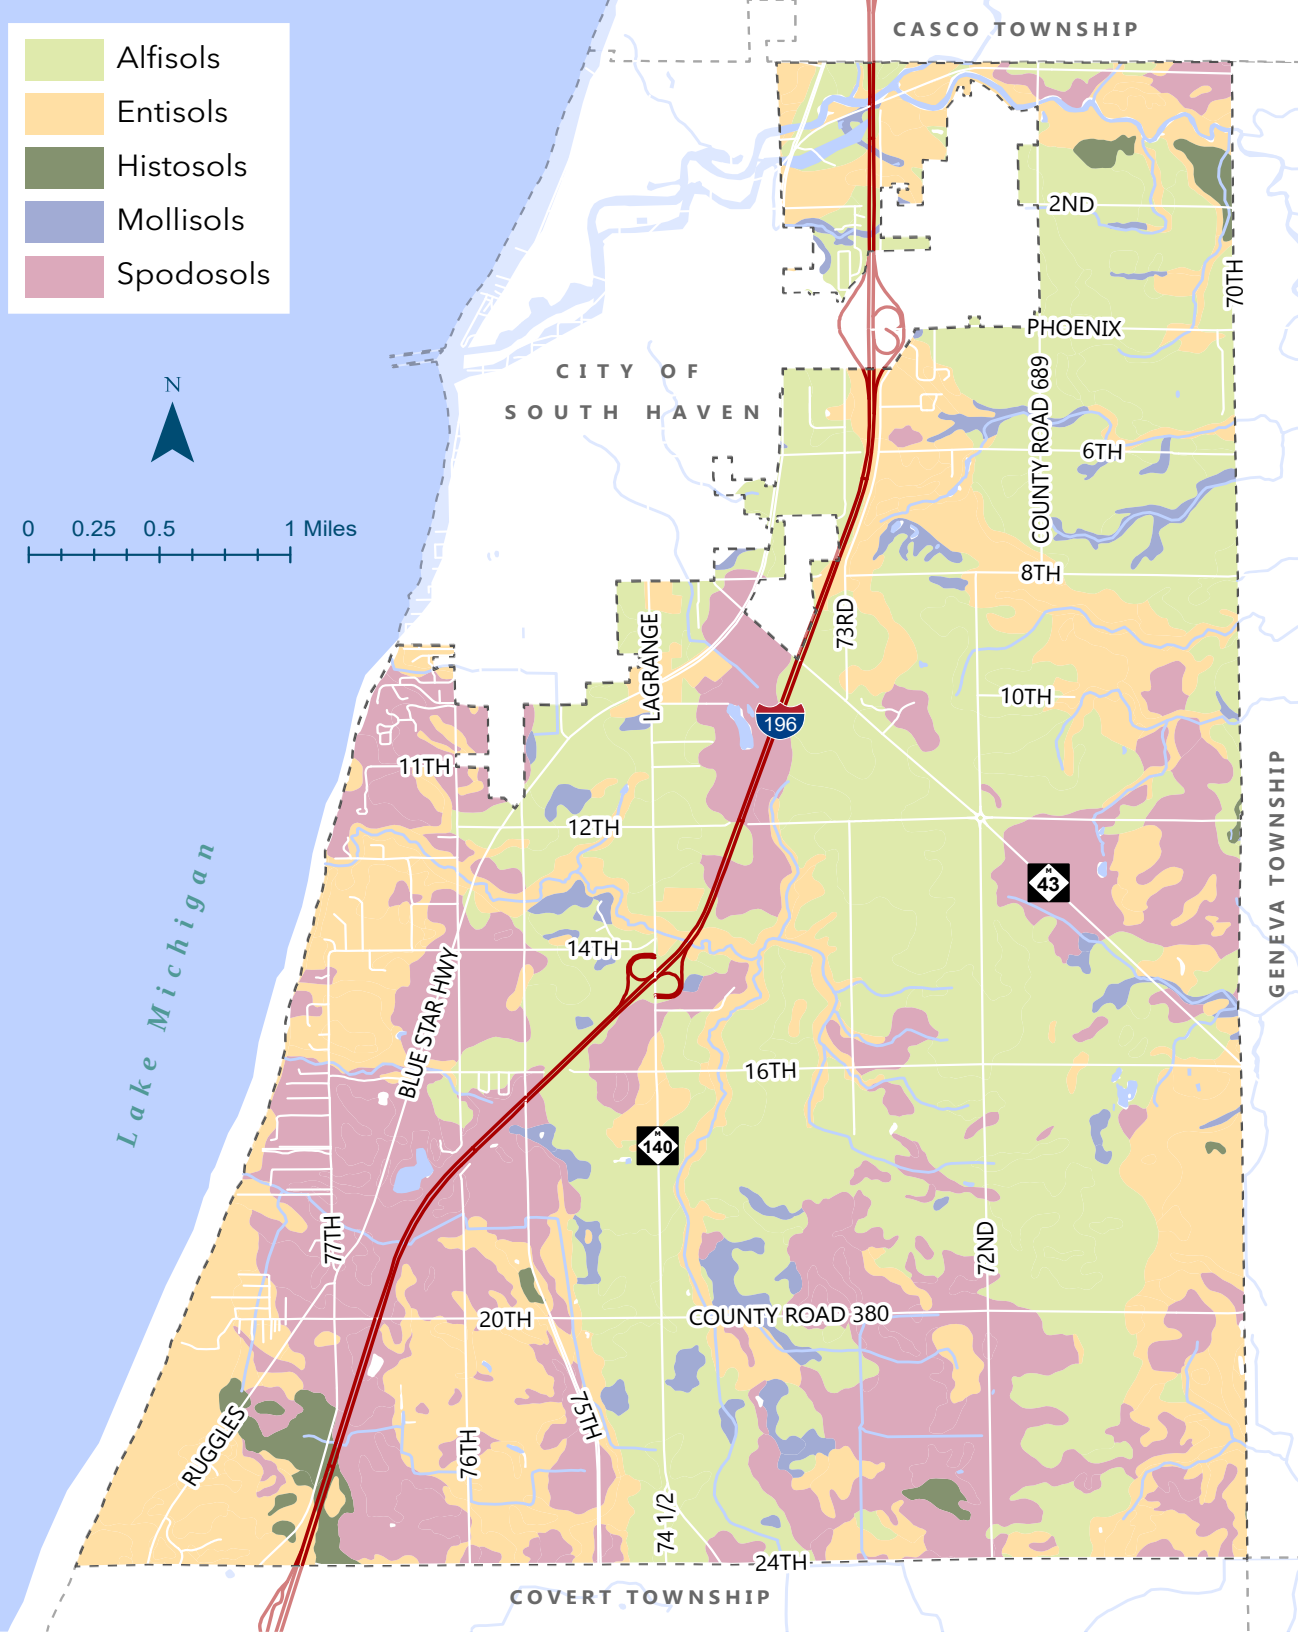 Alfisols
Entisols
Histosols
Mollisols
Spodosols
CASCO TOWNSHIP
2ND
70TH
PHOENIX
N
CITY OF
SOUTH HAVEN
COUNTY ROAD 689
6TH
0 0.25 0.5 1 Miles
8TH
73RD
LAGRANGE
10TH
196
11TH
12TH
GENEVA TOWNSHIP
M
43
Lake Michigan
14TH
BLUE STAR HWY
16TH
M
140
77TH
72ND
20TH
COUNTY ROAD 380
75TH
RUGGLES
76TH
74 1/2
24TH
COVERT TOWNSHIP